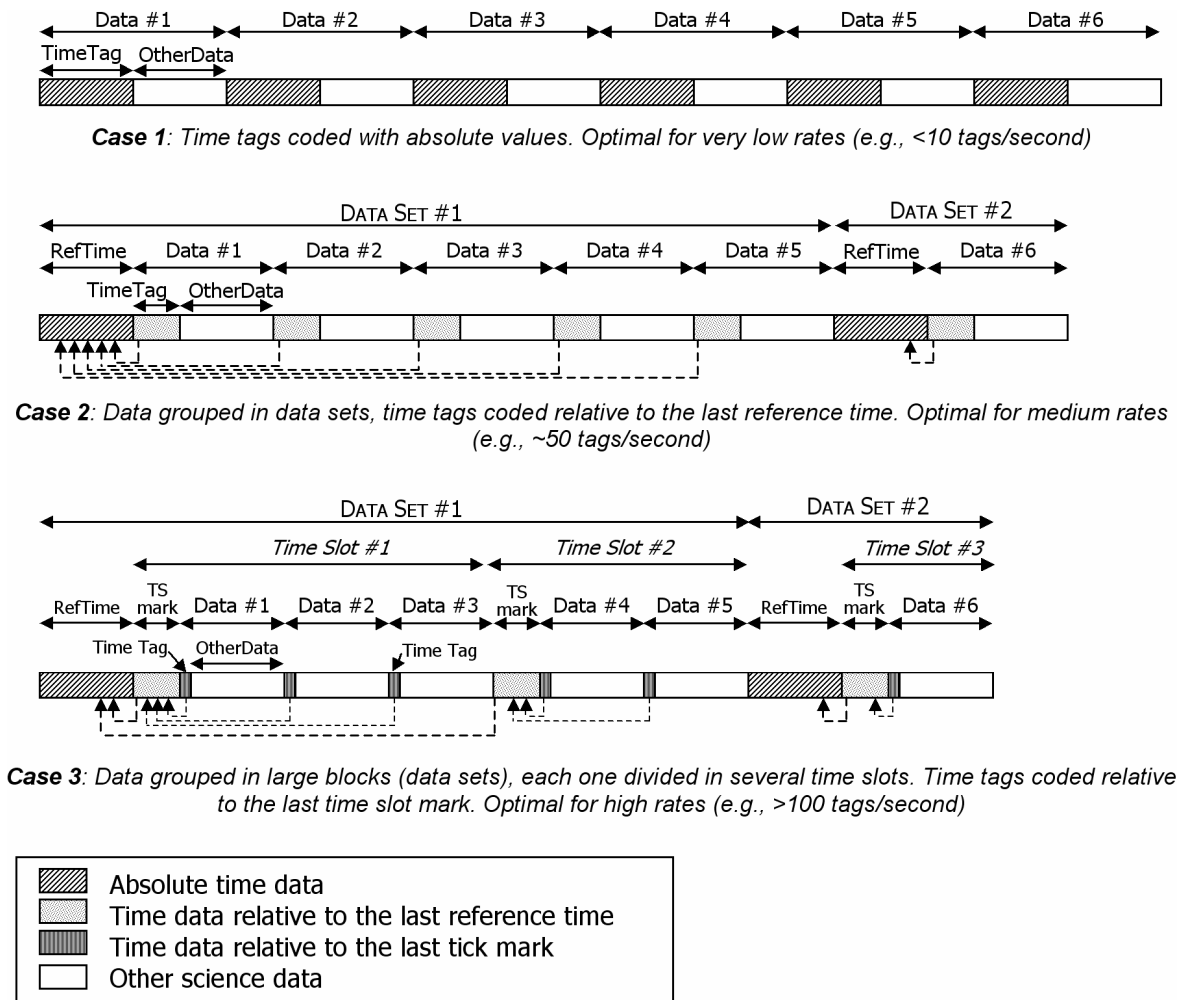 Data #1 Data #2 Data #3 Data #4 Data #5 Data #6
TimeTag OtherData
Case 1: Time tags coded with absolute values. Optimal for very low rates (e.g., <10 tags/second)
DATA SET #1 DATA SET #2
RefTime Data #1 Data #2 Data #3 Data #4 Data #5 RefTime Data #6
TimeTag OtherData
Case 2: Data grouped in data sets, time tags coded relative to the last reference time. Optimal for medium rates
(e.g., ~50 tags/second)
DATA SET #1 DATA SET #2
Time Slot #1 Time Slot #2 Time Slot #3
RefTime TS mark Data #1 Data #2 Data #3 TS mark Data #4 Data #5 RefTime TS mark Data #6
Time Tag OtherData Time Tag
Case 3: Data grouped in large blocks (data sets), each one divided in several time slots. Time tags coded relative
to the last time slot mark. Optimal for high rates (e.g., >100 tags/second)
Absolute time data
Time data relative to the last reference time
Time data relative to the last tick mark
Other science data